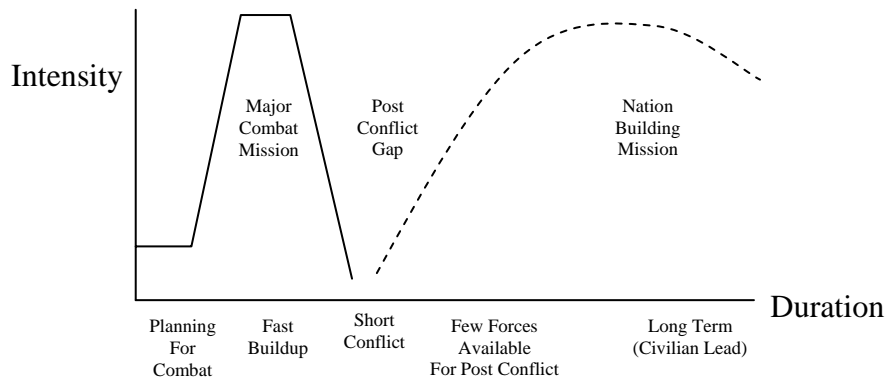 Intensity
Major
Combat
Mission
Post
Conflict
Gap
Nation
Building
Mission
Duration
Planning
For
Combat
Fast
Buildup
Short
Conflict
Few Forces
Available
For Post Conflict
Long Term
(Civilian Lead)